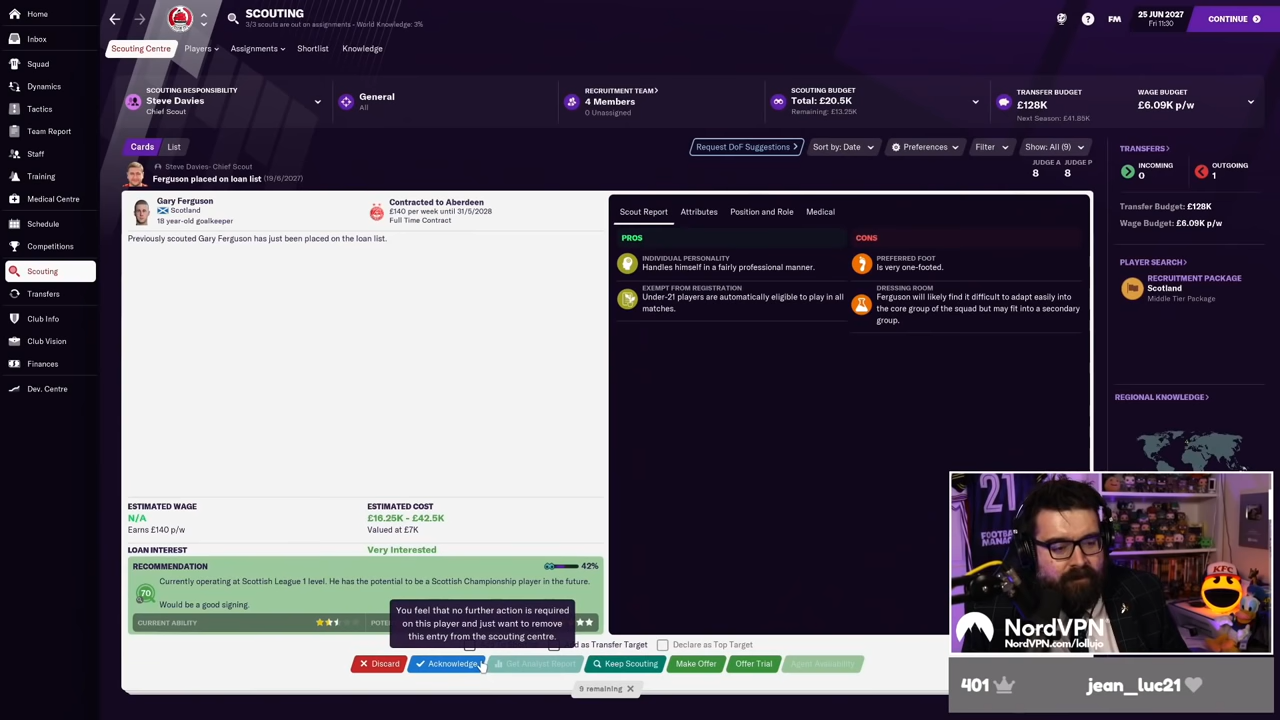 Home
Inbox
Squad
Dynamics
Tactics
Team Report
Staff
Training
Medical Centre
Schedule
Competitions
Scouting
Transfers
Club Info
Club Vision
Finances
Dev. Centre
SCOUTING
3/3 scouts are out on assignments - World Knowledge: 3%
FM
25 JUN 2027
Fri 11:30
CONTINUE
Scouting Centre
Players
Assignments
Shortlist
Knowledge
SCOUTING RESPONSIBILITY
Steve Davies
Chief Scout
General
All
RECRUITMENT TEAM
4 Members
0 Unassigned
SCOUTING BUDGET
Total: £20.5K
Remaining: £13.25K
TRANSFER BUDGET
£128K
Next Season: £41.85K
WAGE BUDGET
£6.09K p/w
Cards
List
Request DoF Suggestions
Sort by: Date
Preferences
Filter
Show: All (9)
Steve Davies- Chief Scout
Ferguson placed on loan list (19/6/2027)
JUDGE A
8
JUDGE P
8
Gary Ferguson
Scotland
18 year-old goalkeeper
Contracted to Aberdeen
£140 per week until 31/5/2028
Full Time Contract
Previously scouted Gary Ferguson has just been placed on the loan list.
ESTIMATED WAGE
N/A
Earns £140 p/w
ESTIMATED COST
£16.25K - £42.5K
Valued at £7K
LOAN INTEREST
Very Interested
RECOMMENDATION
42%
70
Currently operating at Scottish League 1 level. He has the potential to be a Scottish Championship player in the future.
Would be a good signing.
CURRENT ABILITY
You feel that no further action is required
on this player and just want to remove
this entry from the scouting centre.
as Transfer Target
Declare as Top Target
Discard
Acknowledge
Get Analyst Report
Keep Scouting
Make Offer
Offer Trial
Agent Availability
9 remaining
Scout Report
Attributes
Position and Role
Medical
PROS
INDIVIDUAL PERSONALITY
Handles himself in a fairly professional manner.
EXEMPT FROM REGISTRATION
Under-21 players are automatically eligible to play in all
matches.
CONS
PREFERRED FOOT
Is very one-footed.
DRESSING ROOM
Ferguson will likely find it difficult to adapt easily into
the core group of the squad but may fit into a secondary
group.
TRANSFERS
INCOMING
0
OUTGOING
1
Transfer Budget: £128K
Wage Budget: £6.09K p/w
PLAYER SEARCH
RECRUITMENT PACKAGE
Scotland
Middle Tier Package
REGIONAL KNOWLEDGE
21
FOOTBALL
KFC
NordVPN
NordVPN.com/lollujo
401
jean_luc21